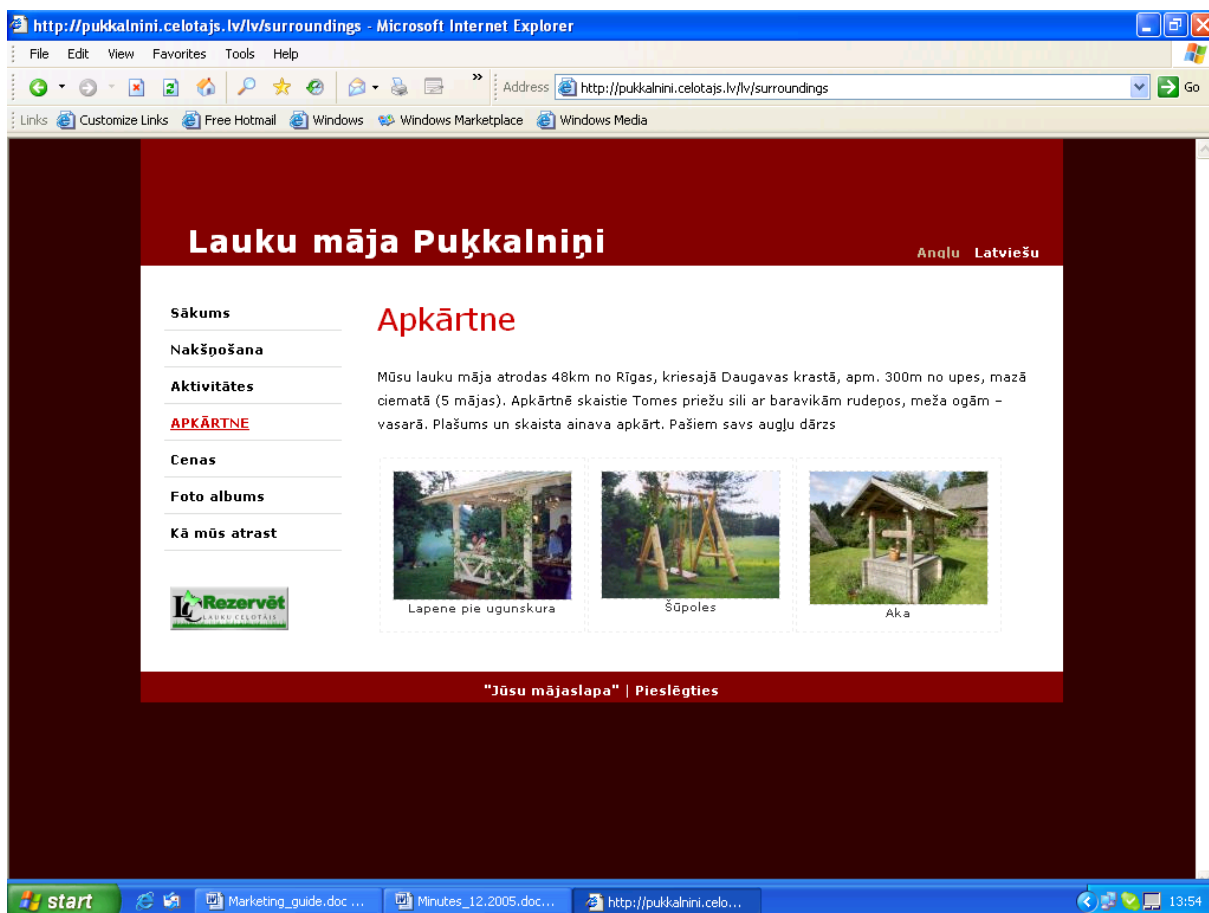 http://pukkalnini.celotajs.lv/lv/surroundings - Microsoft Internet Explorer
File Edit View Favorites Tools Help
» Address http://pukkalnini.celotajs.lv/lv/surroundings Go
Links Customize Links Free Hotmail Windows Windows Marketplace Windows Media
Lauku māja Puķkalniņi
Angļu Latviešu
Sākums
Nakšņošana
Aktivitātes
APKĀRTNE
Cenas
Foto albums
Kā mūs atrast
LC Rezervēt
LAUKU CEĻOTĀJS
Apkārtne
Mūsu lauku māja atrodas 48km no Rīgas, kriesajā Daugavas krastā, apm. 300m no upes, mazā
ciematā (5 mājas). Apkārtnē skaistie Tomes priežu sili ar baravikām rudeņos, meža ogām –
vasarā. Plašums un skaista ainava apkārt. Pašiem savs augļu dārzs
Lapene pie ugunskura
Šūpoles
Aka
"Jūsu mājaslapa" | Pieslēgties
start Marketing_guide.doc ... Minutes_12.2005.doc... http://pukkalnini.celo... 13:54